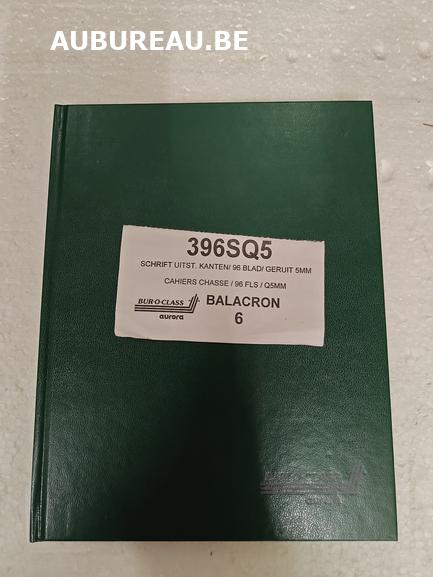 AUBUREAU.BE
396SQ5
SCHRIFT UITST. KANTEN/ 96 BLAD/ GERUIT 5MM
CAHIERS CHASSE / 96 FLS / Q5MM
BUR·O·CLASS
aurora
BALACRON
6